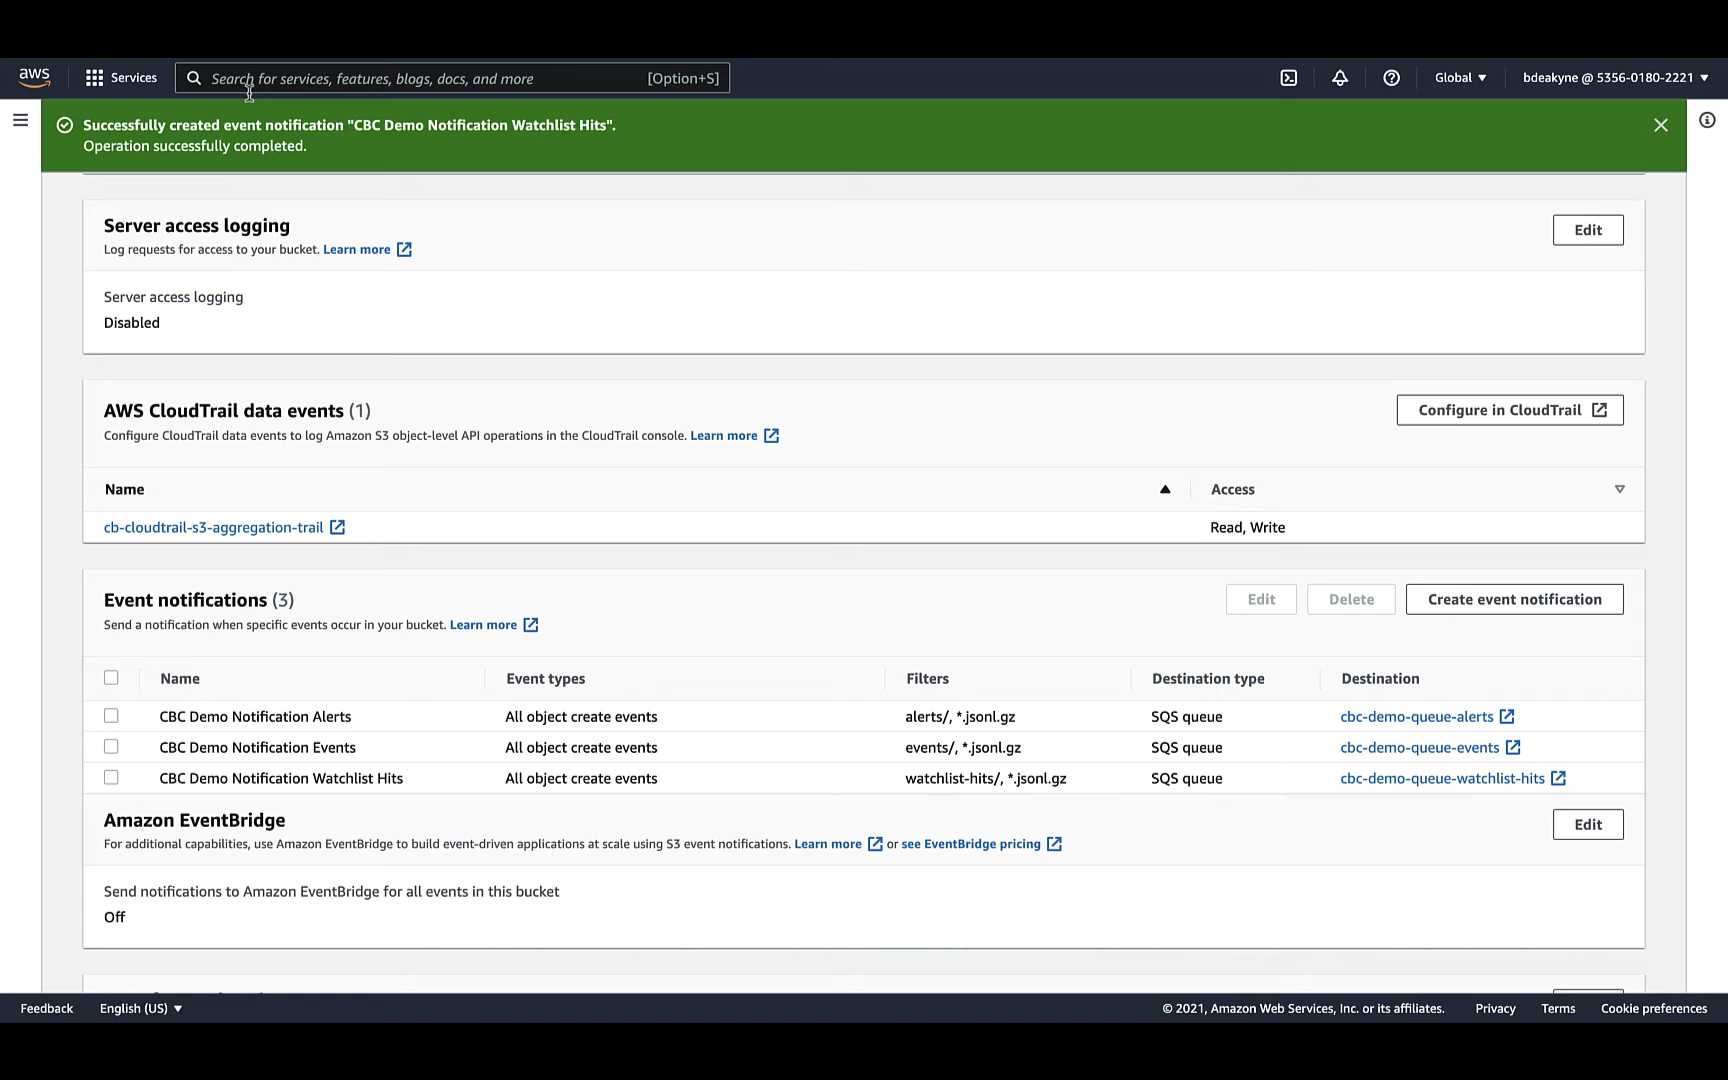 aws
Services
Search for services, features, blogs, docs, and more
[Option+S]
Global
bdeakyne @ 5356-0180-2221
Successfully created event notification "CBC Demo Notification Watchlist Hits".
Operation successfully completed.
Server access logging
Edit
Log requests for access to your bucket. Learn more
Server access logging
Disabled
AWS CloudTrail data events (1)
Configure in CloudTrail
Configure CloudTrail data events to log Amazon S3 object-level API operations in the CloudTrail console. Learn more
Name
Access
cb-cloudtrail-s3-aggregation-trail
Read, Write
Event notifications (3)
Edit
Delete
Create event notification
Send a notification when specific events occur in your bucket. Learn more
Name
Event types
Filters
Destination type
Destination
CBC Demo Notification Alerts
All object create events
alerts/, *.jsonl.gz
SQS queue
cbc-demo-queue-alerts
CBC Demo Notification Events
All object create events
events/, *.jsonl.gz
SQS queue
cbc-demo-queue-events
CBC Demo Notification Watchlist Hits
All object create events
watchlist-hits/, *.jsonl.gz
SQS queue
cbc-demo-queue-watchlist-hits
Amazon EventBridge
Edit
For additional capabilities, use Amazon EventBridge to build event-driven applications at scale using S3 event notifications. Learn more or see EventBridge pricing
Send notifications to Amazon EventBridge for all events in this bucket
Off
Feedback
English (US)
© 2021, Amazon Web Services, Inc. or its affiliates.
Privacy
Terms
Cookie preferences